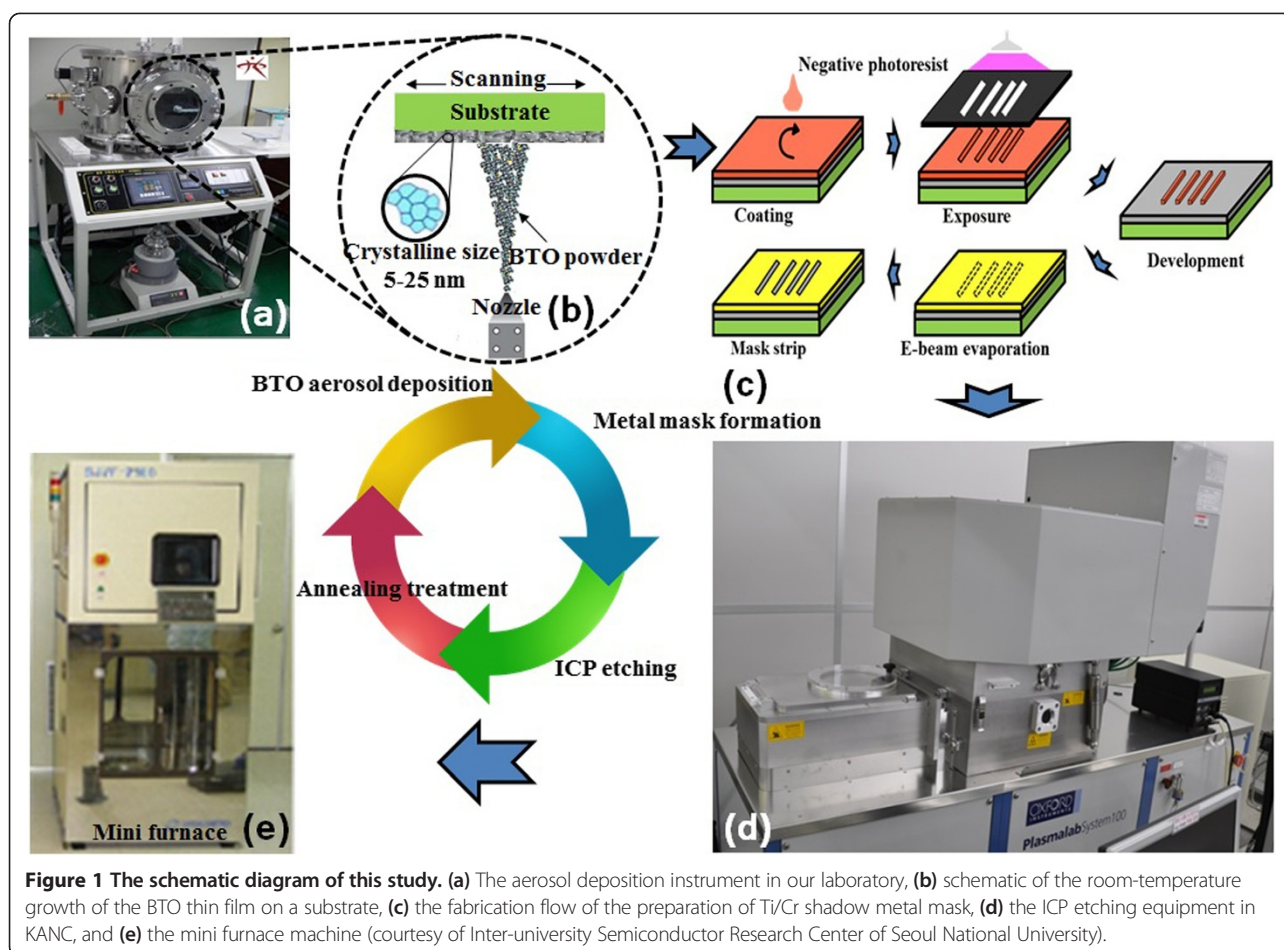 Scanning
Substrate
Crystalline size
5-25 nm
BTO powder
Nozzle
(a)
(b)
Negative photoresist
Coating
Exposure
Development
Mask strip
E-beam evaporation
(c)
BTO aerosol deposition
Metal mask formation
Annealing treatment
ICP etching
Mini furnace
(e)
OXFORD
INSTRUMENTS
PlasmalabSystem100
(d)
Figure 1 The schematic diagram of this study. (a) The aerosol deposition instrument in our laboratory, (b) schematic of the room-temperature
growth of the BTO thin film on a substrate, (c) the fabrication flow of the preparation of Ti/Cr shadow metal mask, (d) the ICP etching equipment in
KANC, and (e) the mini furnace machine (courtesy of Inter-university Semiconductor Research Center of Seoul National University).